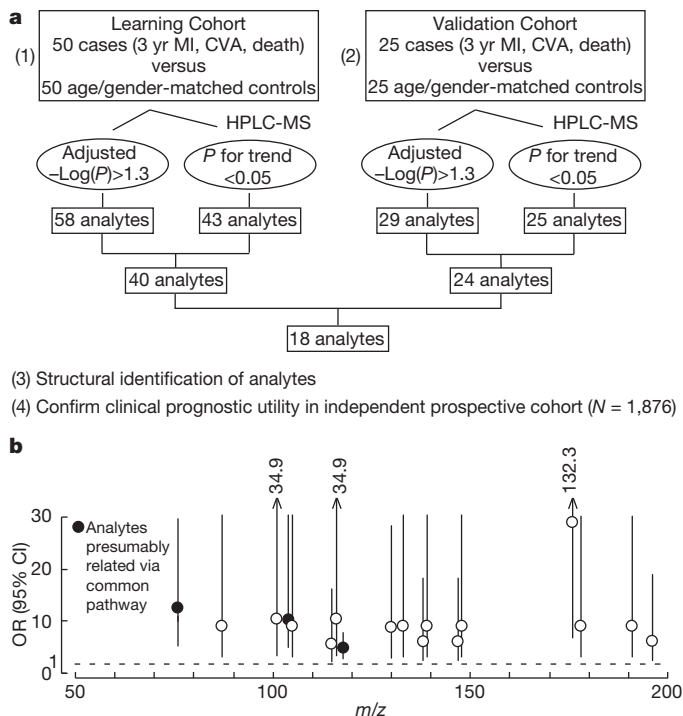 a
Learning Cohort
(1) 50 cases (3 yr MI, CVA, death)
versus
50 age/gender-matched controls
Validation Cohort
(2) 25 cases (3 yr MI, CVA, death)
versus
25 age/gender-matched controls
HPLC-MS
HPLC-MS
Adjusted
–Log(P)>1.3
P for trend
<0.05
Adjusted
–Log(P)>1.3
P for trend
<0.05
58 analytes
43 analytes
29 analytes
25 analytes
40 analytes
24 analytes
18 analytes
(3) Structural identification of analytes
(4) Confirm clinical prognostic utility in independent prospective cohort (N = 1,876)
b
34.9
34.9
132.3
OR (95% CI)
30
20
10
1
0
Analytes
presumably
related via
common
pathway
50
100
150
200
m/z